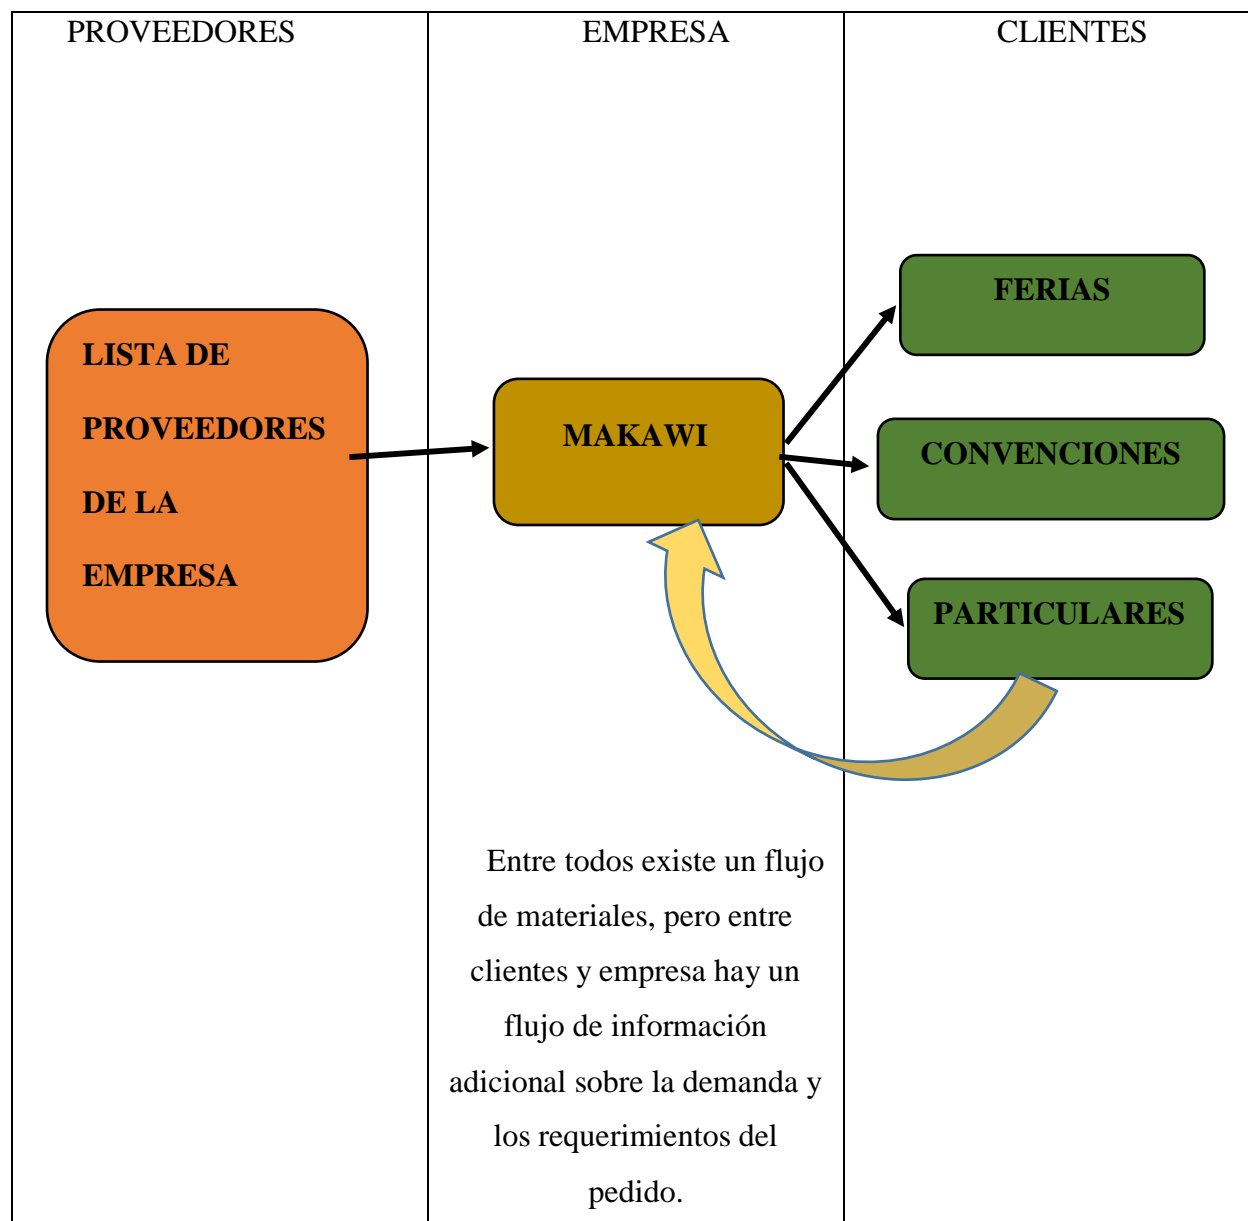 PROVEEDORES
EMPRESA
CLIENTES
LISTA DE
PROVEEDORES
DE LA
EMPRESA
MAKAWI
FERIAS
CONVENCIONES
PARTICULARES
Entre todos existe un flujo
de materiales, pero entre
clientes y empresa hay un
flujo de información
adicional sobre la demanda y
los requerimientos del
pedido.